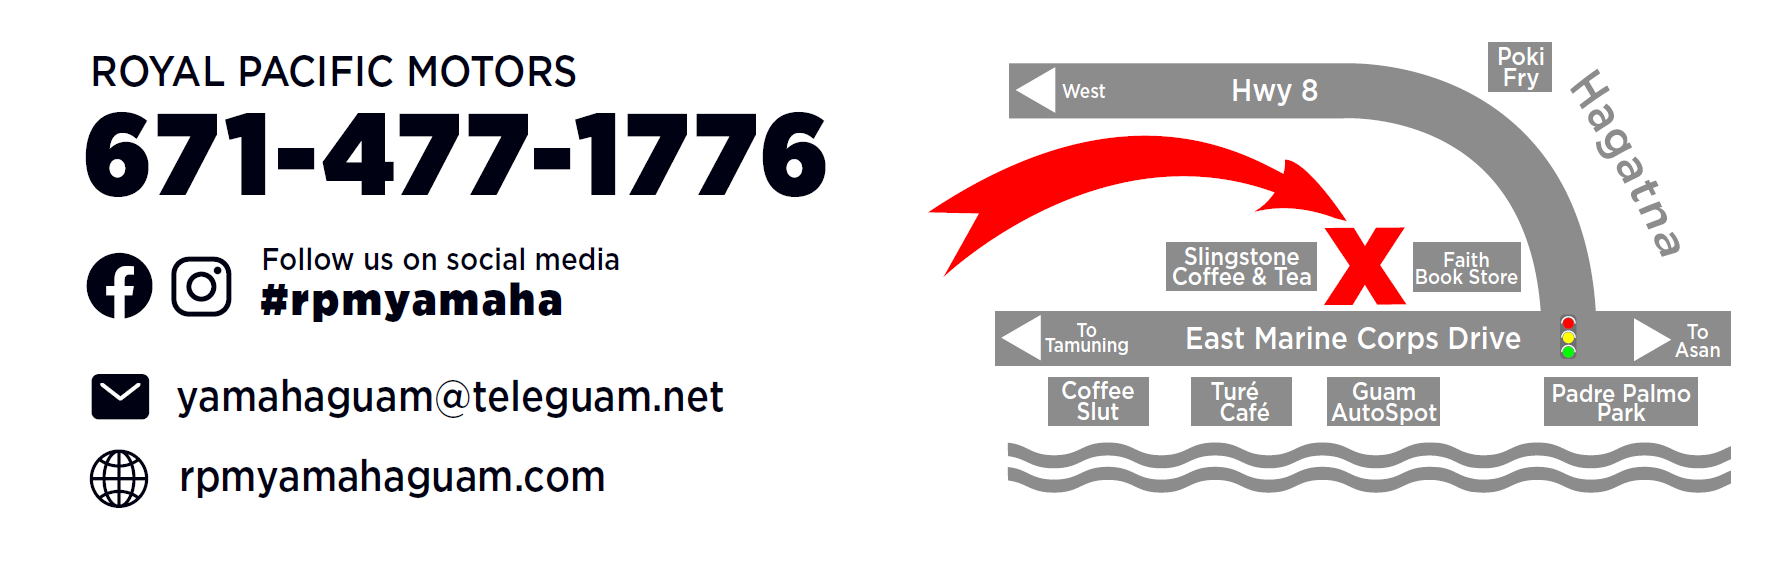 ROYAL PACIFIC MOTORS
671-477-1776
Follow us on social media
#rpmyamaha
yamahaguam@teleguam.net
rpmyamahaguam.com
Poki
Fry
West
Hwy 8
Hagatna
Slingstone
Coffee & Tea
X
Faith
Book Store
To
Tamuning
East Marine Corps Drive
To
Asan
Coffee
Slut
Turé
Café
Guam
AutoSpot
Padre Palmo
Park